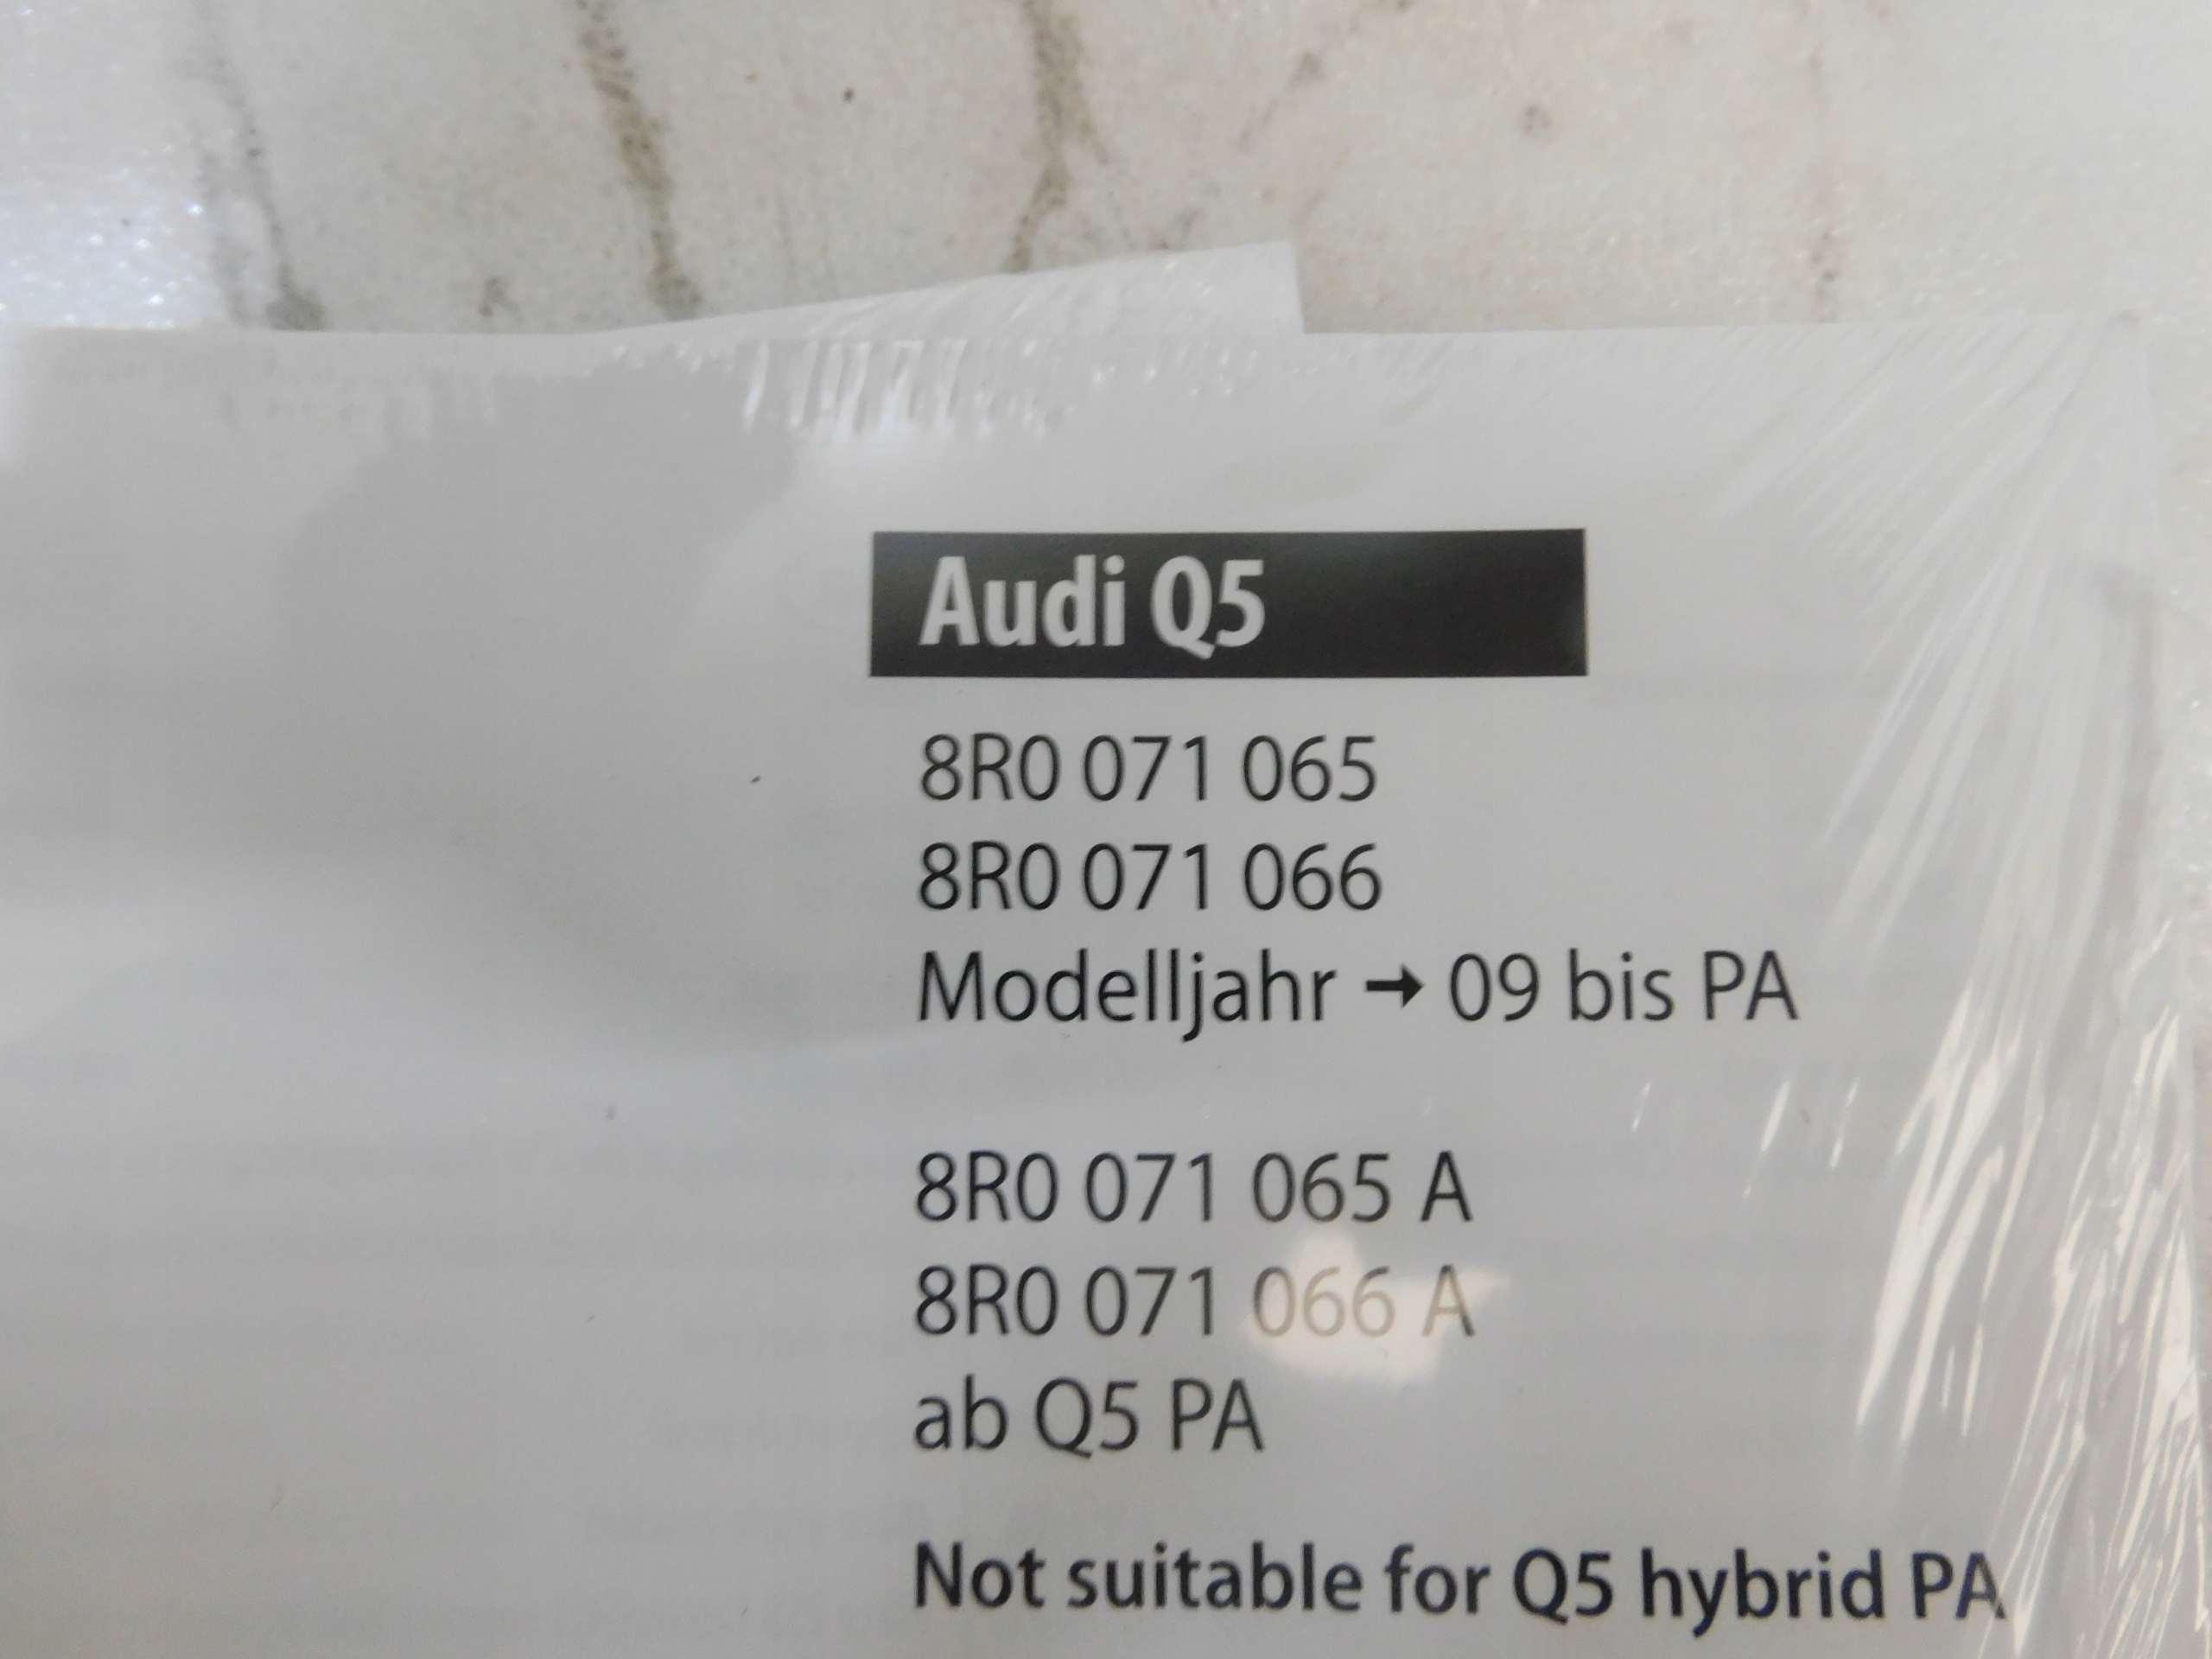 Audi Q5
8R0 071 065
8R0 071 066
Modelljahr → 09 bis PA
8R0 071 065 A
8R0 071 066 A
ab Q5 PA
Not suitable for Q5 hybrid PA